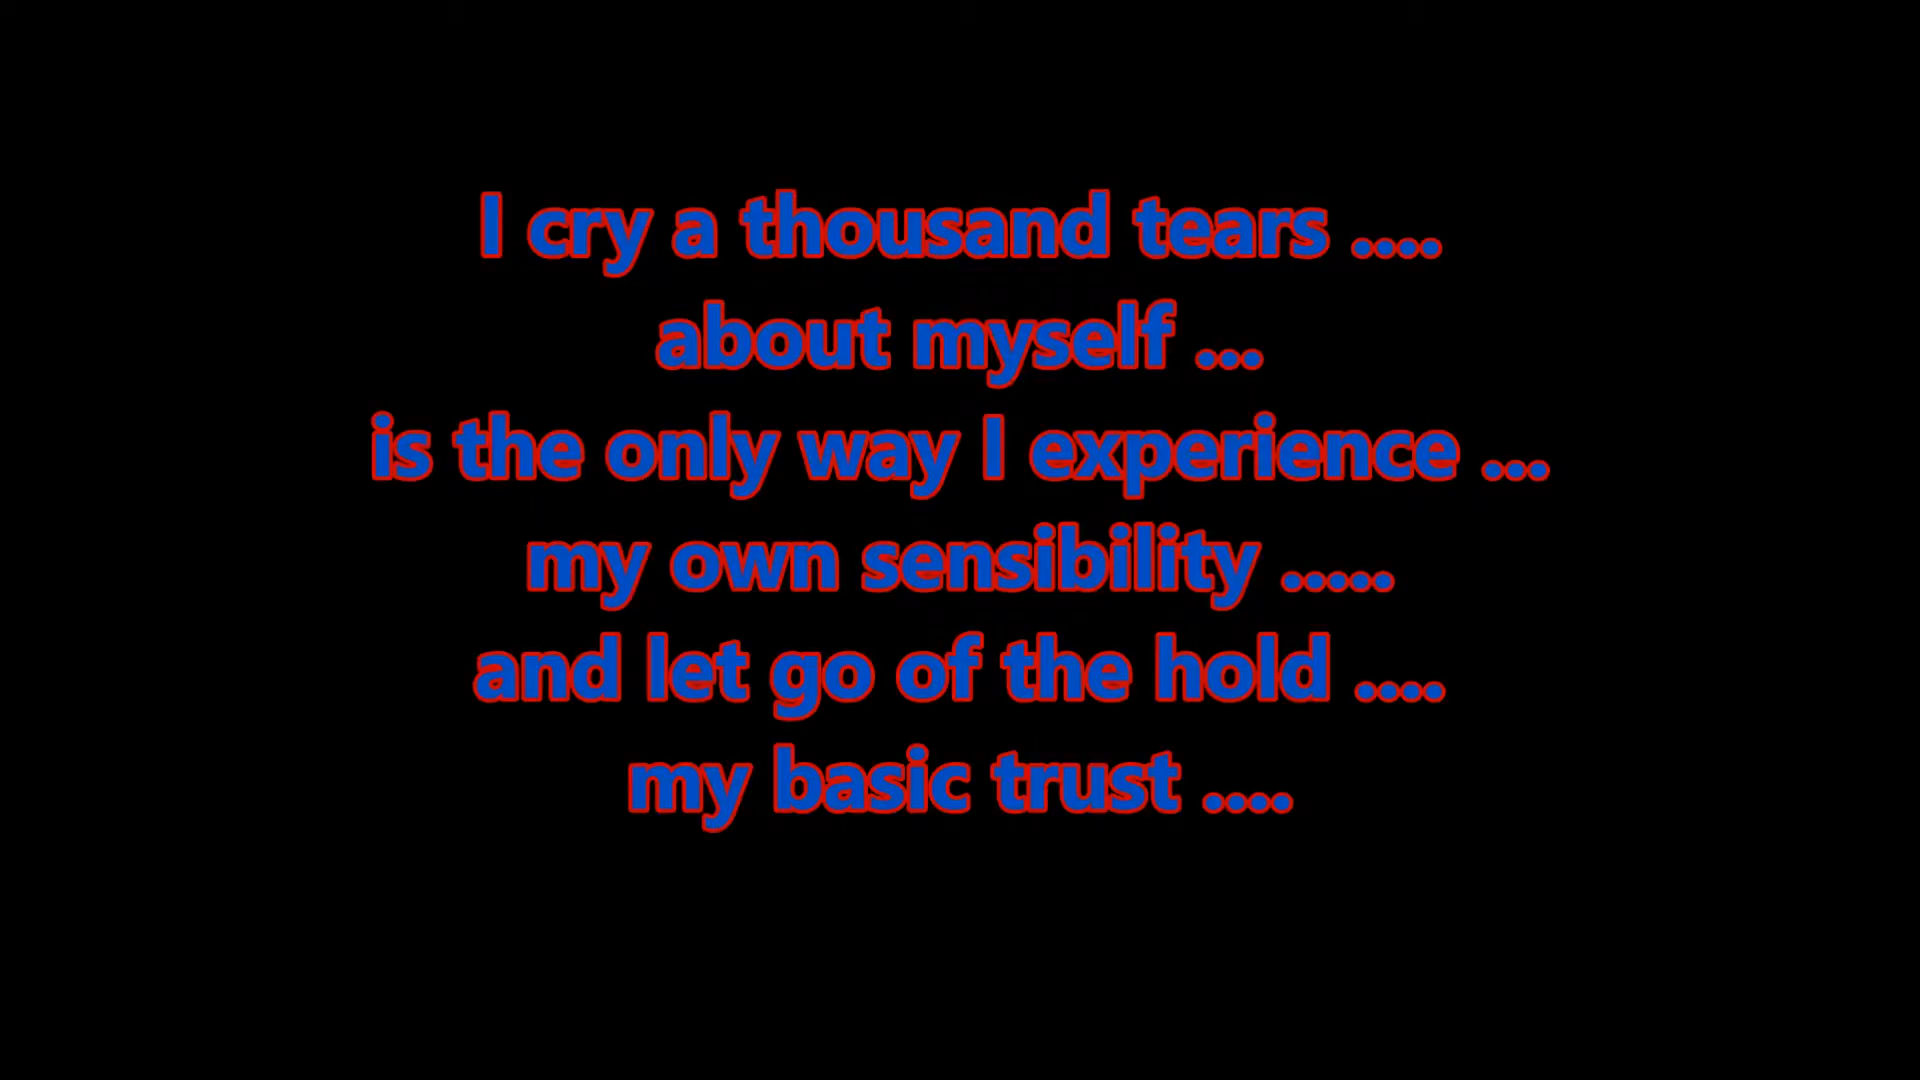 I cry a thousand tears ....
about myself ...
is the only way I experience ...
my own sensibility .....
and let go of the hold ....
my basic trust ....